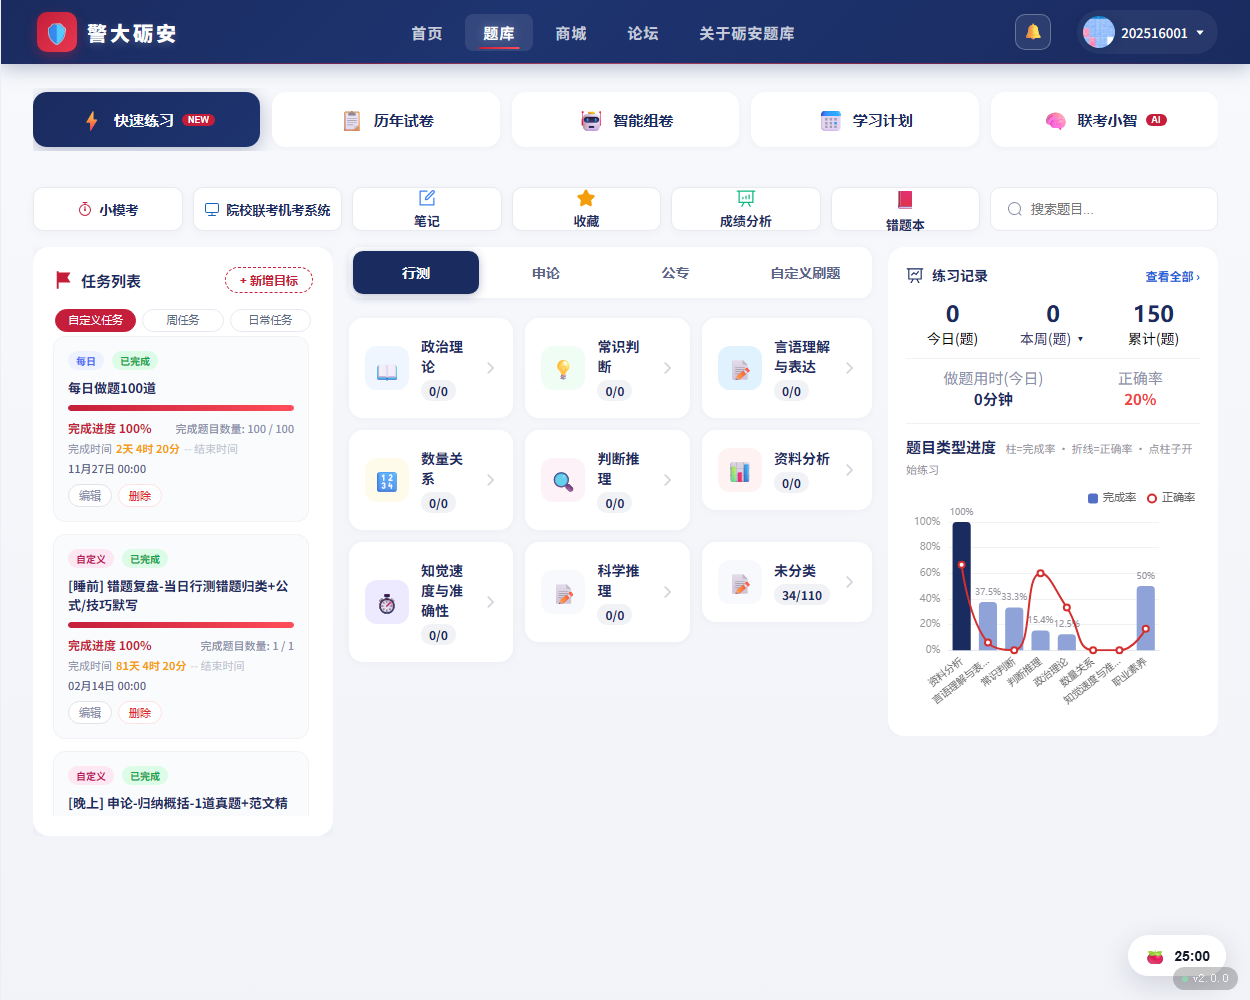 警大砺安
首页
题库
商城
论坛
关于砺安题库
202516001
快速练习 NEW
历年试卷
智能组卷
学习计划
联考小智 AI
小模考
院校联考机考系统
笔记
收藏
成绩分析
错题本
搜索题目...
任务列表
+ 新增目标
自定义任务
周任务
日常任务
每日 已完成
每日做题100道
完成进度 100% 完成题目数量: 100 / 100
完成时间 2天 4时 20分 -- 结束时间
11月27日 00:00
编辑 删除
自定义 已完成
[睡前] 错题复盘-当日行测错题归类+公
式/技巧默写
完成进度 100% 完成题目数量: 1 / 1
完成时间 81天 4时 20分 -- 结束时间
02月14日 00:00
编辑 删除
自定义 已完成
[晚上] 申论-归纳概括-1道真题+范文精
行测
申论
公专
自定义刷题
政治理
论
0/0
常识判
断
0/0
言语理解
与表达
0/0
数量关
系
0/0
判断推
理
0/0
资料分析
0/0
知觉速
度与准
确性
0/0
科学推
理
0/0
未分类
34/110
练习记录
查看全部 ›
0
今日(题)
0
本周(题) ▾
150
累计(题)
做题用时(今日)
0分钟
正确率
20%
题目类型进度 柱=完成率 · 折线=正确率 · 点柱子开
始练习
完成率 正确率
100%
80%
60%
40%
20%
0%
100%
37.5%
33.3%
15.4%
12.5%
50%
资料分析
言语理解与表...
常识判断
判断推理
政治理论
数量关系
知觉速度与准...
职业素养
25:00
v2.0.0